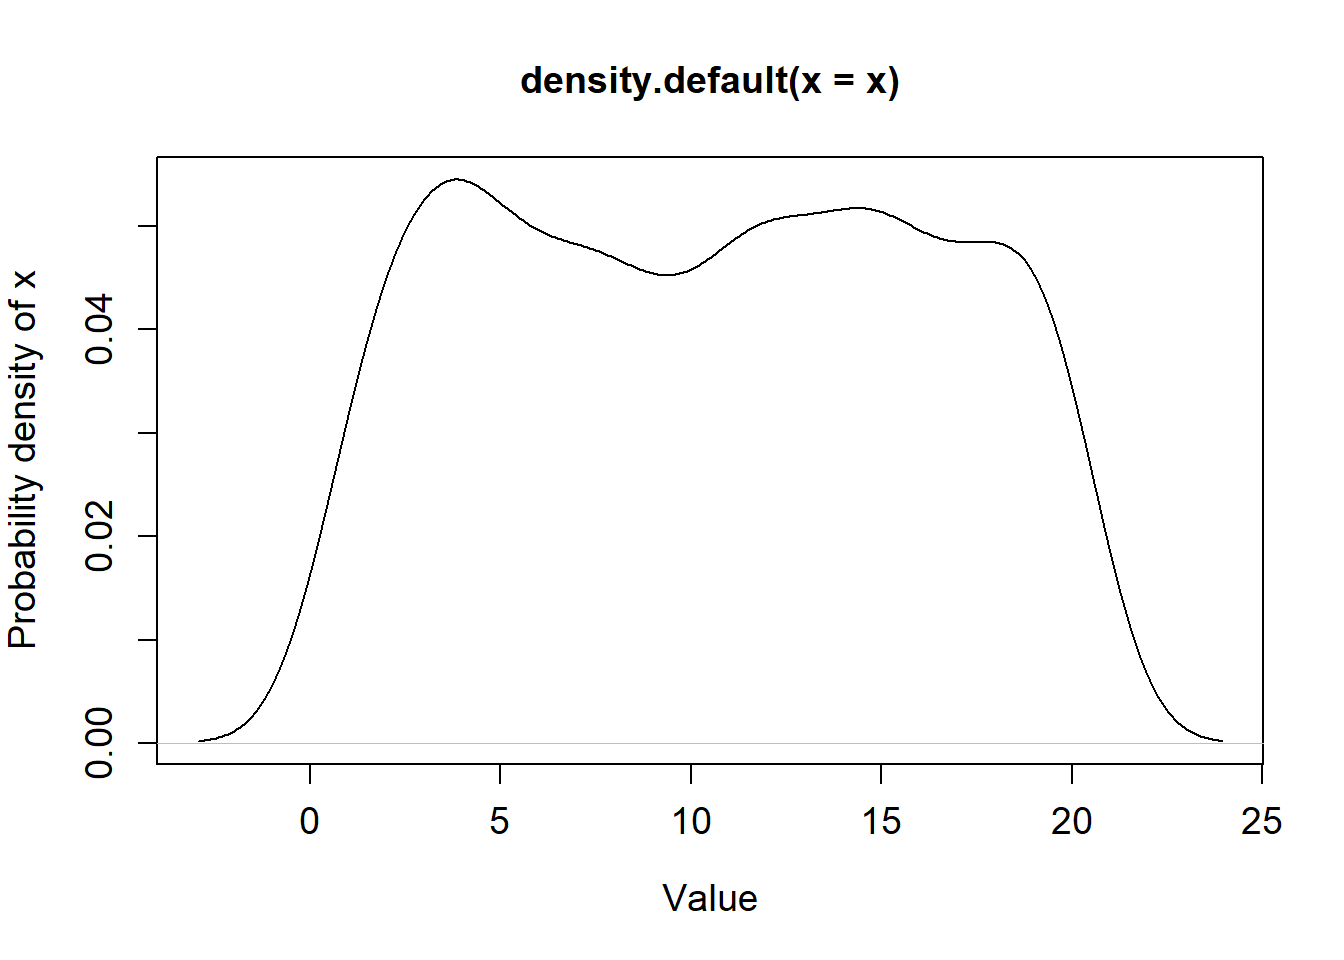 density.default(x = x)
Probability density of x
0.04
0.02
0.00
0 5 10 15 20 25
Value